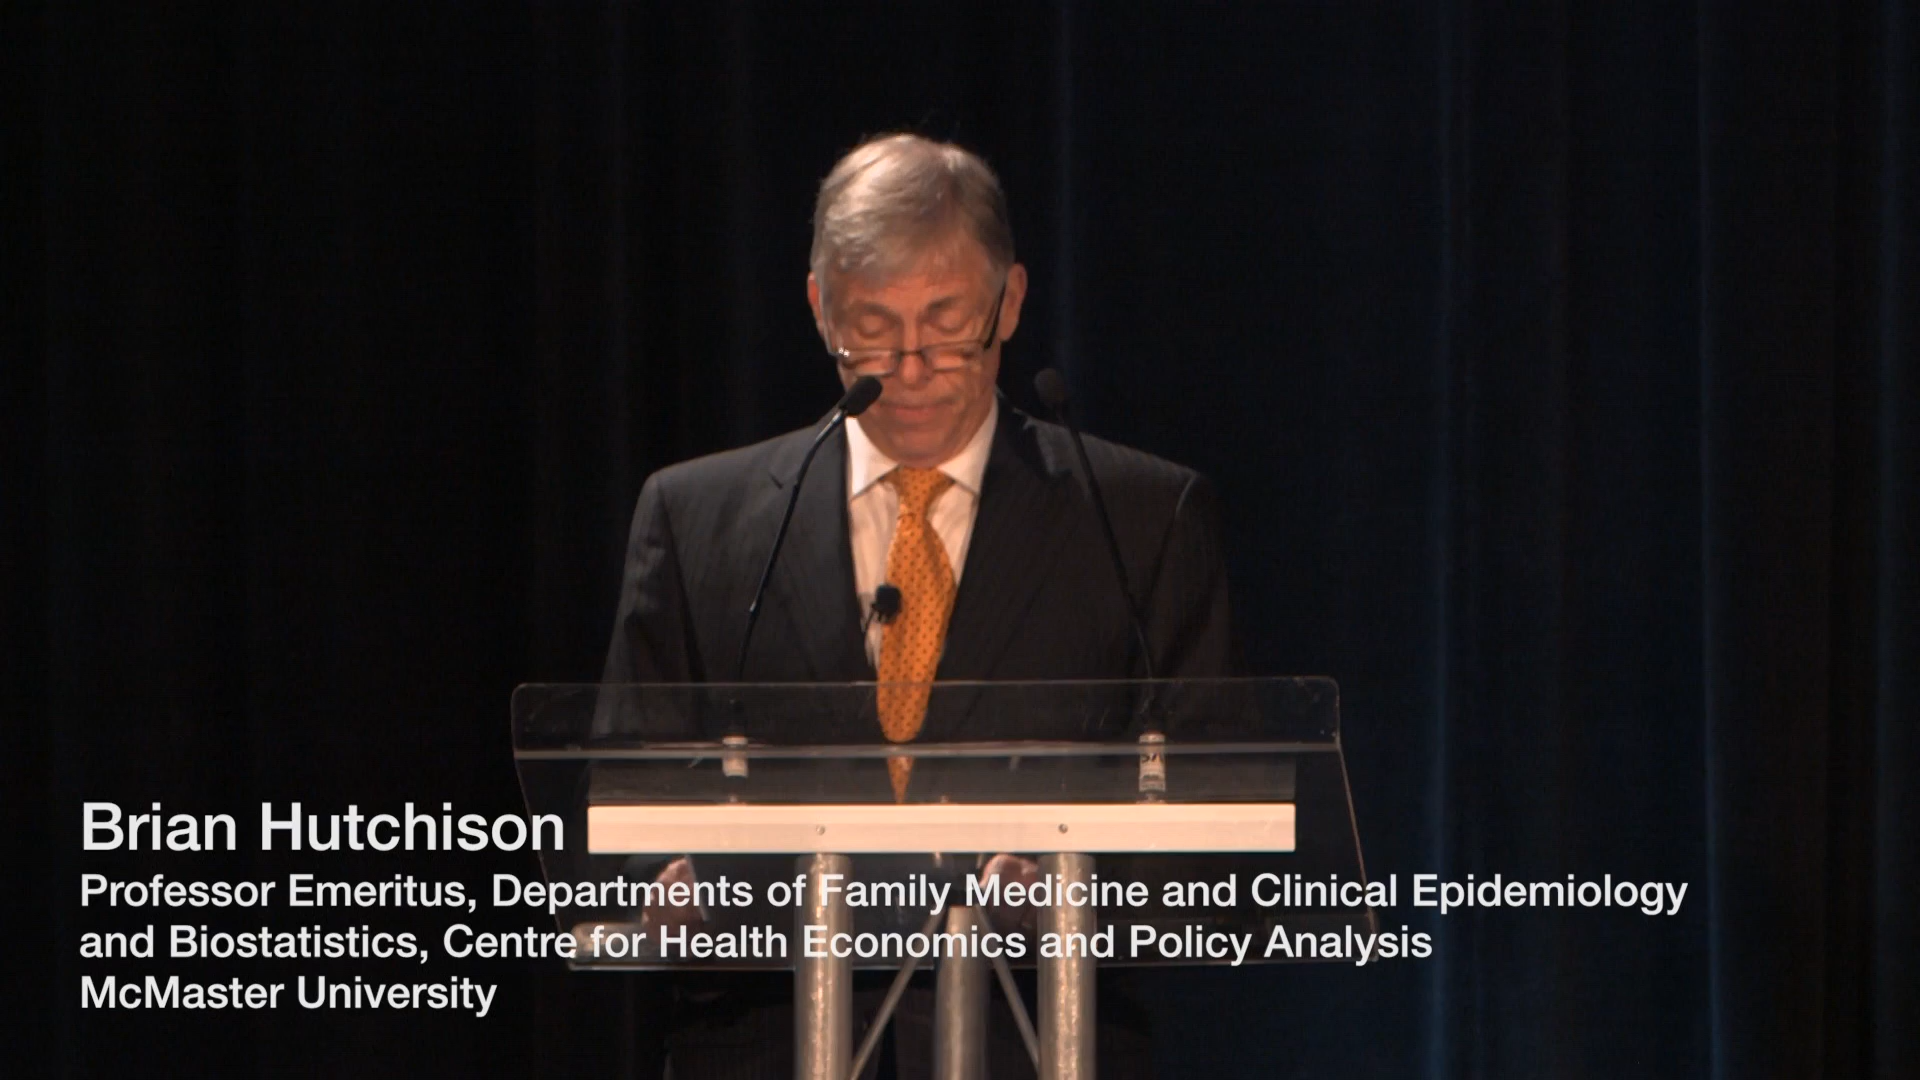 Brian Hutchison
Professor Emeritus, Departments of Family Medicine and Clinical Epidemiology
and Biostatistics, Centre for Health Economics and Policy Analysis
McMaster University